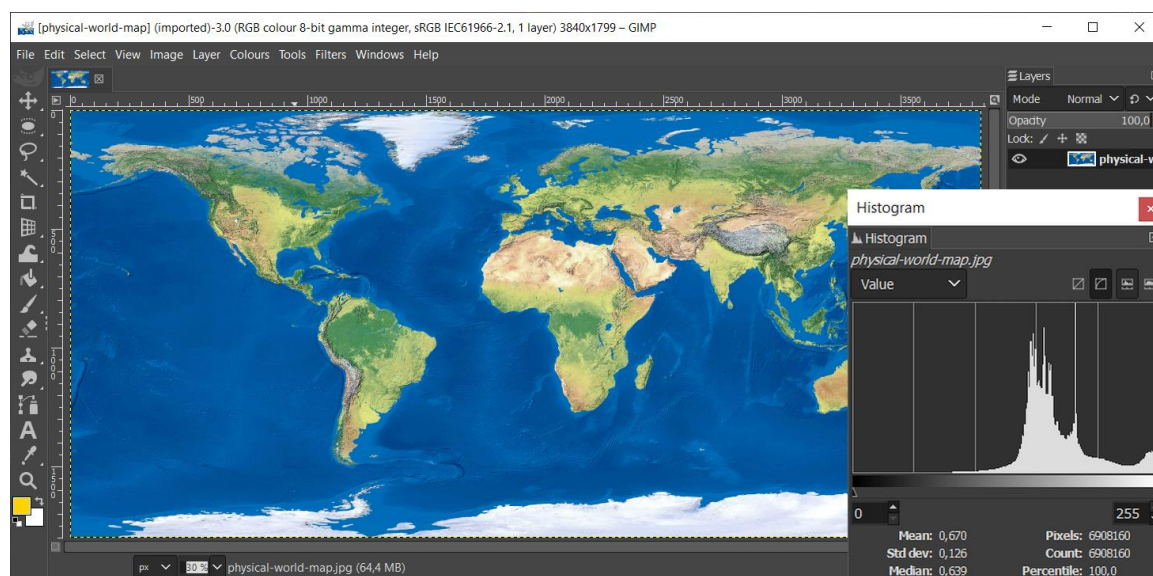 [physical-world-map] (imported)-3.0 (RGB colour 8-bit gamma integer, sRGB IEC61966-2.1, 1 layer) 3840x1799 – GIMP
File Edit Select View Image Layer Colours Tools Filters Windows Help
Layers
0 500 1000 1500 2000 2500 3000 3500
Mode Normal
Opacity 100,0
Lock:
physical-w
0
500
1000
1500
Histogram
Histogram
physical-world-map.jpg
Value
0 255
Mean: 0,670 Pixels: 6908160
Std dev: 0,126 Count: 6908160
Median: 0,639 Percentile: 100,0
px 30 % physical-world-map.jpg (64,4 MB)